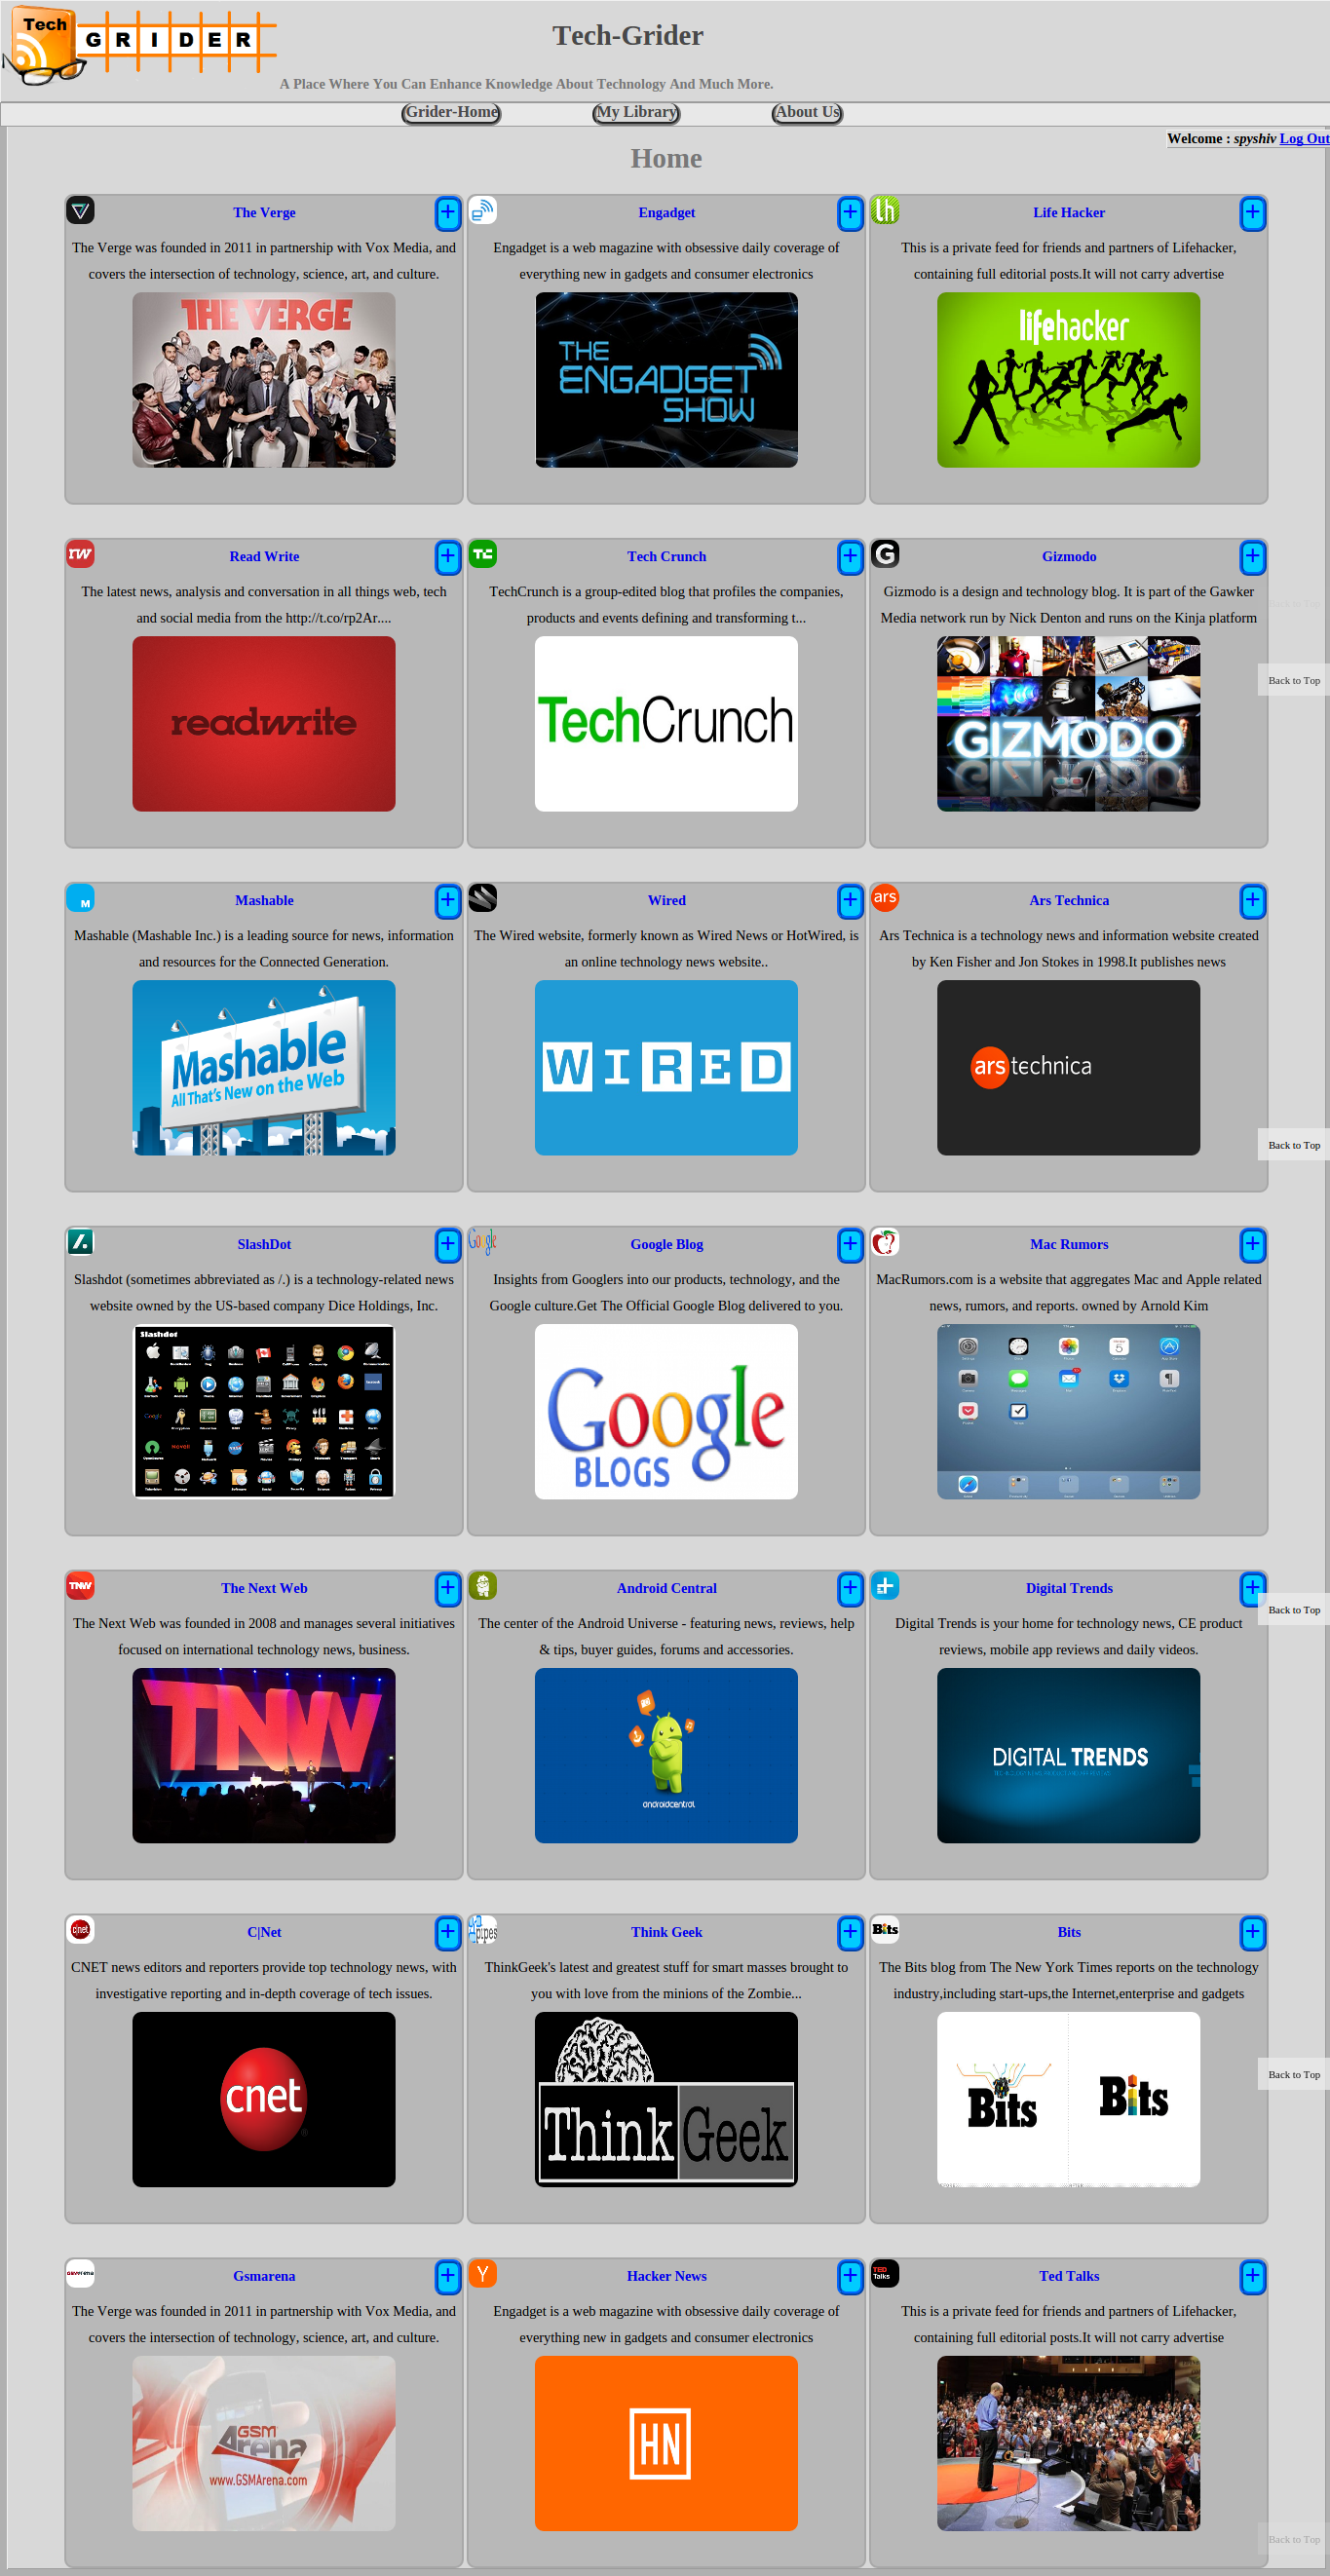 Tech
GRIDER
Tech-Grider
A Place Where You Can Enhance Knowledge About Technology And Much More.
Grider-Home My Library About Us
Welcome : spyshiv Log Out
Home
The Verge + Engadget + Life Hacker +
The Verge was founded in 2011 in partnership with Vox Media, and
covers the intersection of technology, science, art, and culture.
Engadget is a web magazine with obsessive daily coverage of
everything new in gadgets and consumer electronics
This is a private feed for friends and partners of Lifehacker,
containing full editorial posts.It will not carry advertise
THE VERGE
THE
ENGADGET
SHOW
lifehacker
Read Write + Tech Crunch + Gizmodo +
The latest news, analysis and conversation in all things web, tech
and social media from the http://t.co/rp2Ar....
TechCrunch is a group-edited blog that profiles the companies,
products and events defining and transforming t...
Gizmodo is a design and technology blog. It is part of the Gawker
Media network run by Nick Denton and runs on the Kinja platform
Back to Top
Back to Top
readwrite
TechCrunch
GIZMODO
Mashable + Wired + Ars Technica +
Mashable (Mashable Inc.) is a leading source for news, information
and resources for the Connected Generation.
The Wired website, formerly known as Wired News or HotWired, is
an online technology news website..
Ars Technica is a technology news and information website created
by Ken Fisher and Jon Stokes in 1998.It publishes news
Mashable
All That's New on the Web
WIRED
ars technica
Back to Top
SlashDot + Google Blog + Mac Rumors +
Slashdot (sometimes abbreviated as /.) is a technology-related news
website owned by the US-based company Dice Holdings, Inc.
Insights from Googlers into our products, technology, and the
Google culture.Get The Official Google Blog delivered to you.
MacRumors.com is a website that aggregates Mac and Apple related
news, rumors, and reports. owned by Arnold Kim
Slashdot
Google
BLOGS
The Next Web + Android Central + Digital Trends +
Back to Top
The Next Web was founded in 2008 and manages several initiatives
focused on international technology news, business.
The center of the Android Universe - featuring news, reviews, help
& tips, buyer guides, forums and accessories.
Digital Trends is your home for technology news, CE product
reviews, mobile app reviews and daily videos.
TNW
androidcentral
DIGITAL TRENDS
C|Net + Think Geek + Bits +
CNET news editors and reporters provide top technology news, with
investigative reporting and in-depth coverage of tech issues.
ThinkGeek's latest and greatest stuff for smart masses brought to
you with love from the minions of the Zombie...
The Bits blog from The New York Times reports on the technology
industry,including start-ups,the Internet,enterprise and gadgets
Back to Top
cnet
Think Geek
Bits Bits
Gsmarena + Hacker News + Ted Talks +
The Verge was founded in 2011 in partnership with Vox Media, and
covers the intersection of technology, science, art, and culture.
Engadget is a web magazine with obsessive daily coverage of
everything new in gadgets and consumer electronics
This is a private feed for friends and partners of Lifehacker,
containing full editorial posts.It will not carry advertise
GSM
Arena
www.GSMArena.com
HN
Back to Top